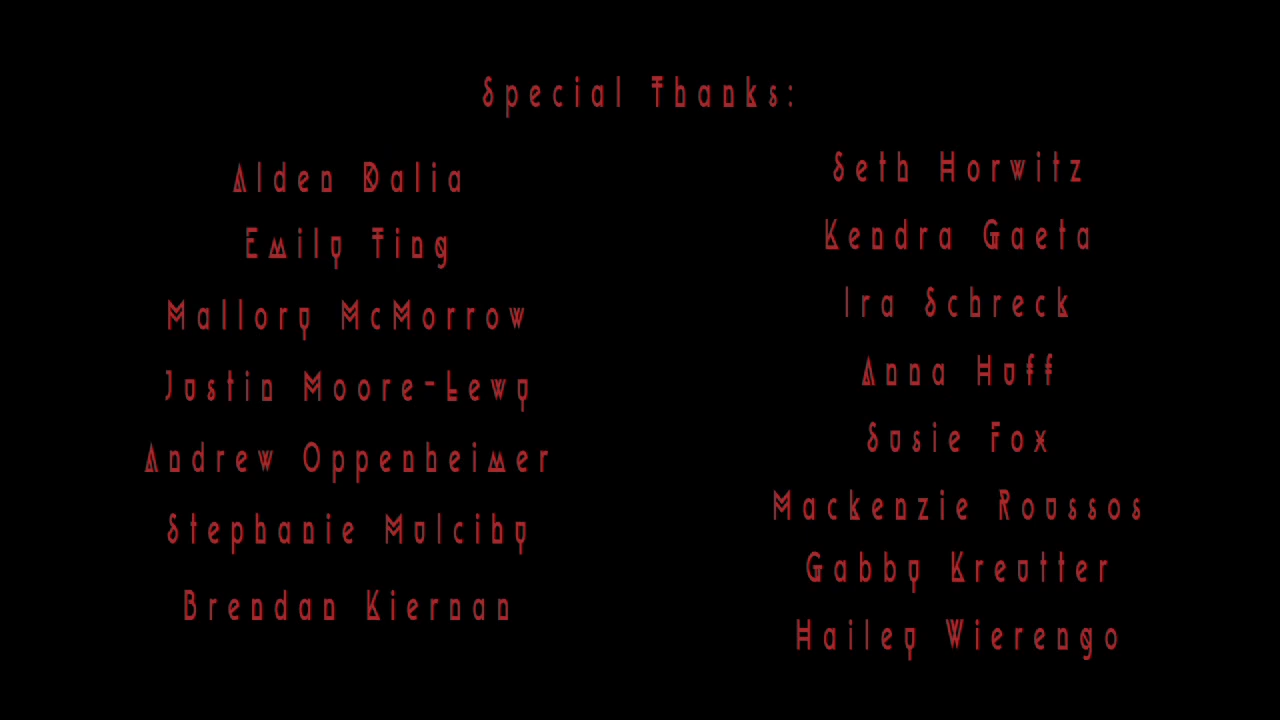 Special Thanks:
Alden Dalia
Emily Ting
Mallory McMorrow
Justin Moore-Lewy
Andrew Oppenheimer
Stephanie Mulcihy
Brendan Kiernan
Seth Horwitz
Kendra Gaeta
Ira Schreck
Anna Huff
Susie Fox
Mackenzie Roussos
Gabby Kreutter
Hailey Wierengo